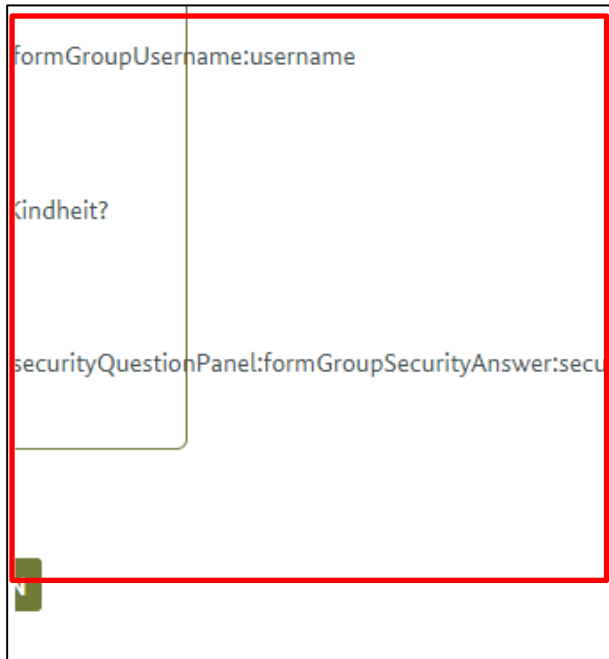 formGroupUsername:username
Kindheit?
securityQuestionPanel:formGroupSecurityAnswer:secu
N